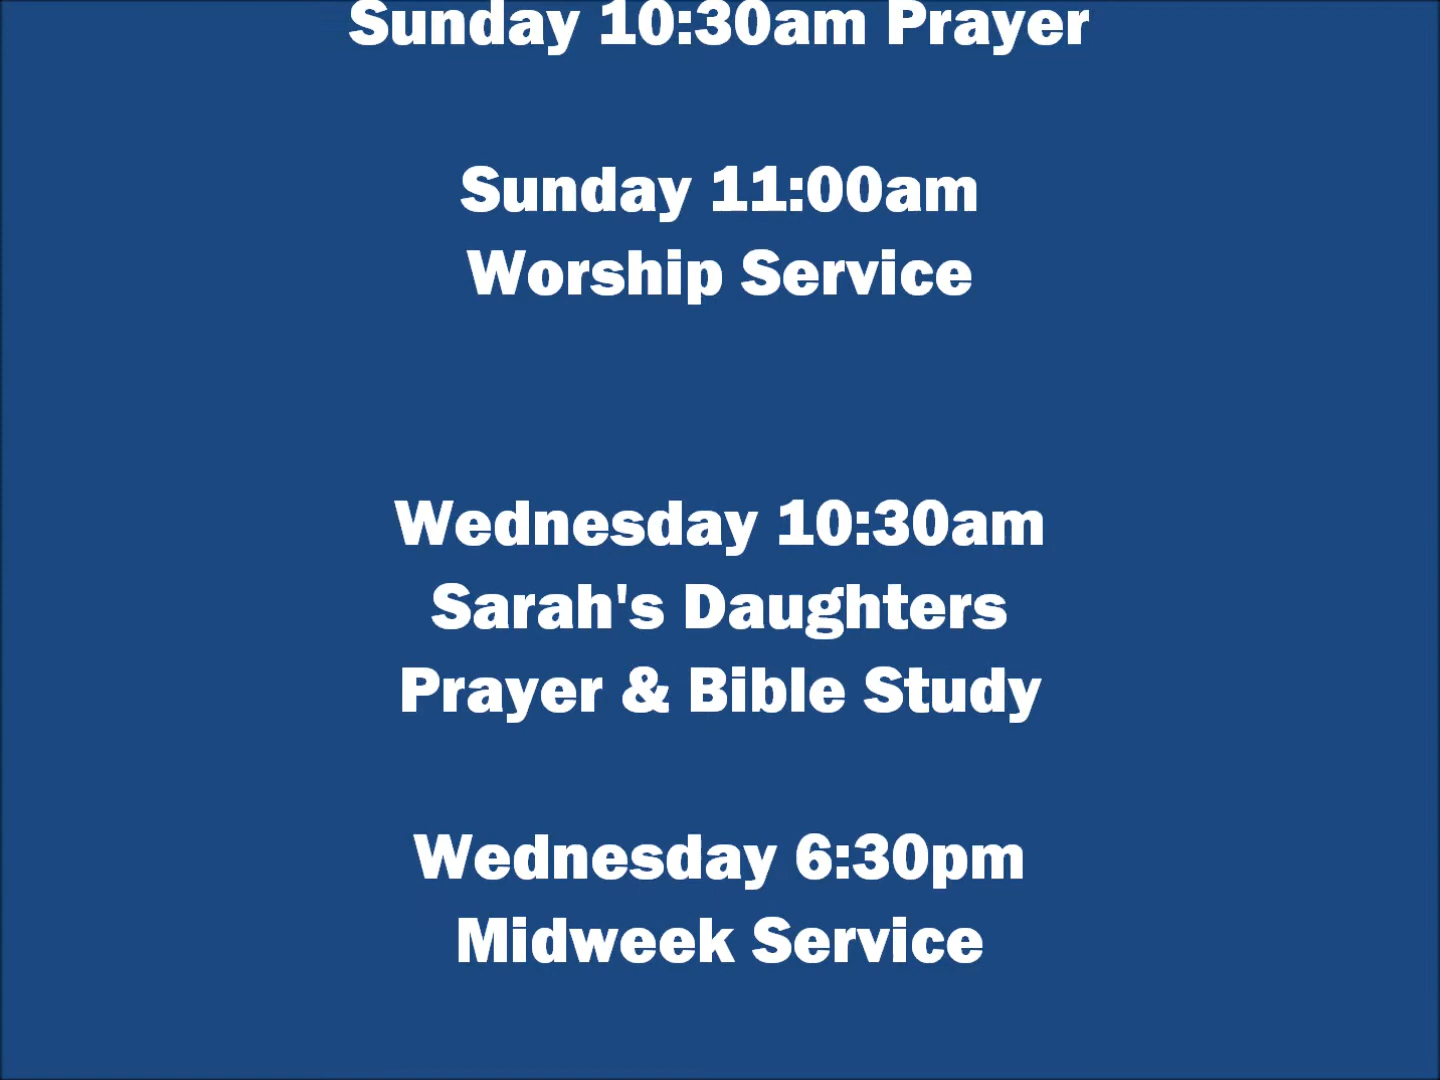 Sunday 10:30am Prayer
Sunday 11:00am
Worship Service
Wednesday 10:30am
Sarah's Daughters
Prayer & Bible Study
Wednesday 6:30pm
Midweek Service